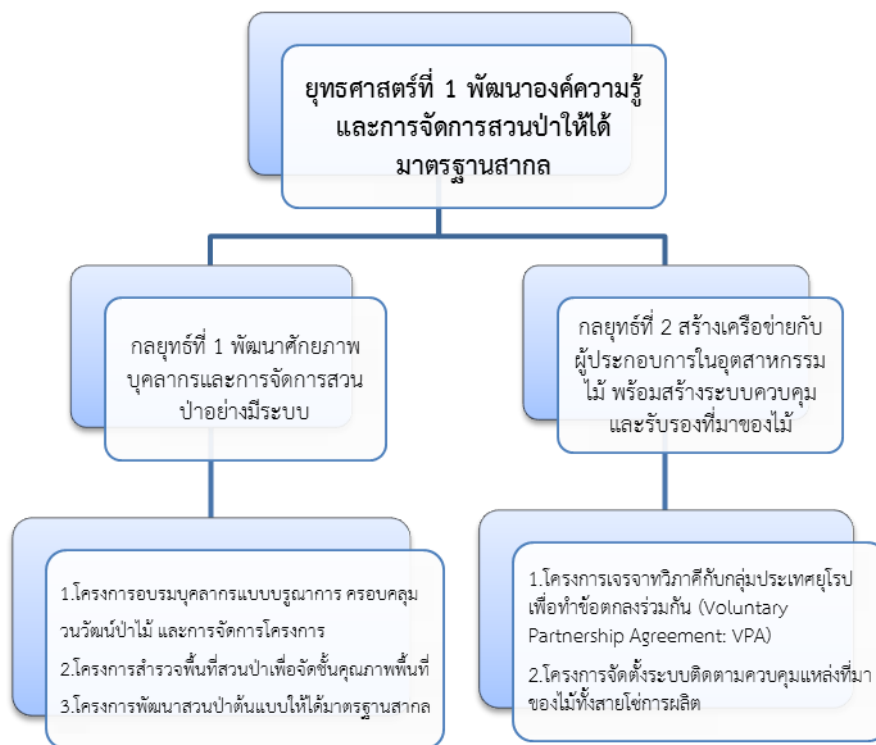 ยุทธศาสตร์ที่ 1 พัฒนาองค์ความรู้
และการจัดการสวนป่าให้ได้
มาตรฐานสากล
กลยุทธ์ที่ 1 พัฒนาศักยภาพ
บุคลากรและการจัดการสวน
ป่าอย่างมีระบบ
กลยุทธ์ที่ 2 สร้างเครือข่ายกับ
ผู้ประกอบการในอุตสาหกรรม
ไม้ พร้อมสร้างระบบควบคุม
และรับรองที่มาของไม้
1.โครงการอบรมบุคลากรแบบบรูณาการ ครอบคลุม
วนวัฒน์ป่าไม้ และการจัดการโครงการ
2.โครงการสำรวจพื้นที่สวนป่าเพื่อจัดชั้นคุณภาพพื้นที่
3.โครงการพัฒนาสวนป่าต้นแบบให้ได้มาตรฐานสากล
1.โครงการเจรจาทวิภาคีกับกลุ่มประเทศยุโรป
เพื่อทำข้อตกลงร่วมกัน (Voluntary
Partnership Agreement: VPA)
2.โครงการจัดตั้งระบบติดตามควบคุมแหล่งที่มา
ของไม้ทั้งสายโซ่การผลิต